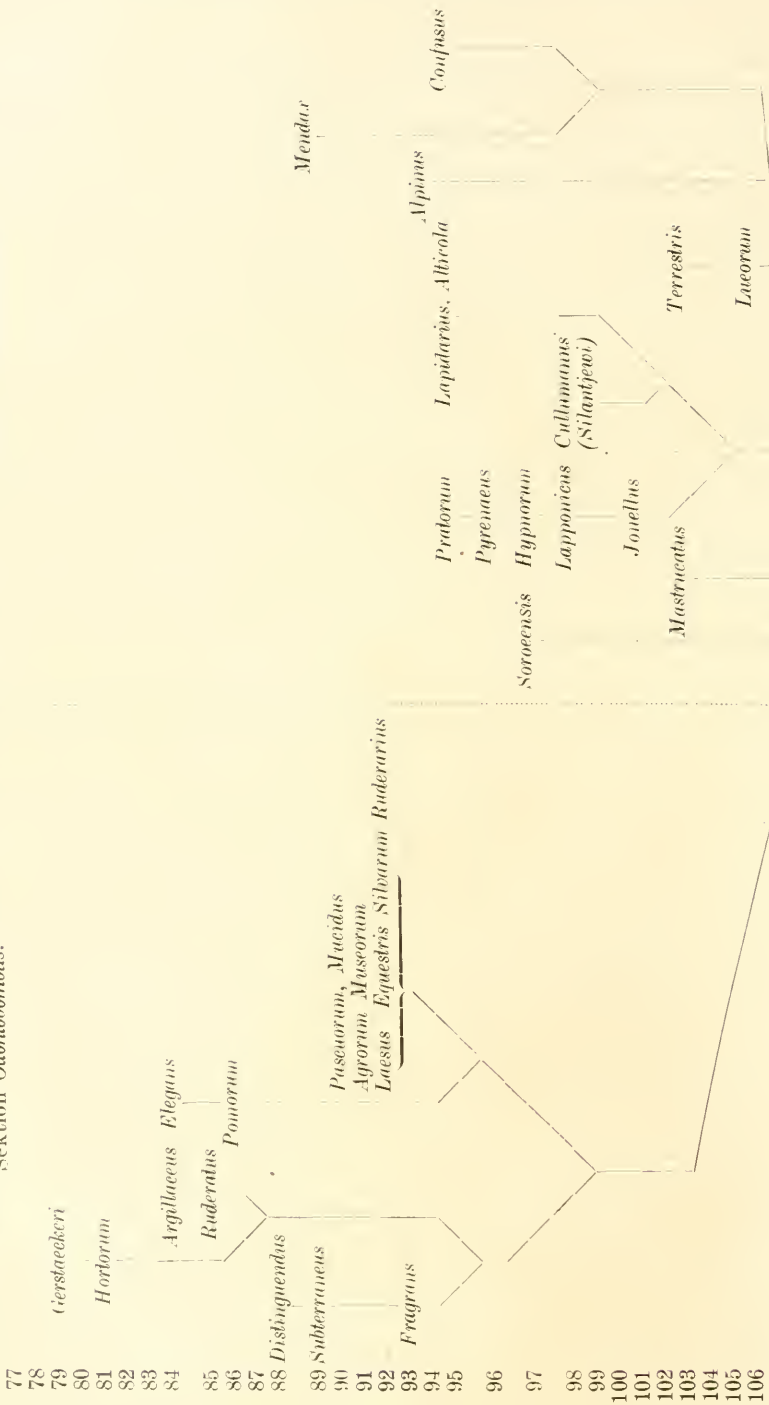 Sektion Odontobombus.
77
78
79
80
81
82
83
84
85
86
87
88
89
90
91
92
93
94
95
96
97
98
99
100
101
102
103
104
105
106
Gerstaeckeri
Hortorum
Argillaceus Elegans
Ruderatus
Pomorum
Distinguendus
Subterraneus
Fragrans
Pascuorum, Mucidus
Agrorum Muscorum
Laesus Equestris Silvarum Ruderarius
Soroeensis
Pratorum
Pyrenaeus
Hypnorum
Lapponicus
Jonellus
Mastrucatus
Lapidarius, Alticola
Cullumanus
(Silantjewi)
Terrestris
Lucorum
Alpinus
Mendax
Confusus